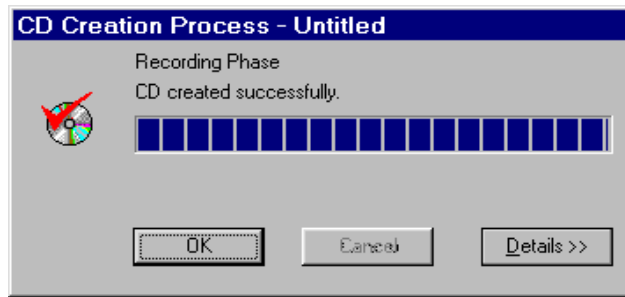 CD Creation Process - Untitled
Recording Phase
CD created successfully.
OK
Cancel
Details >>